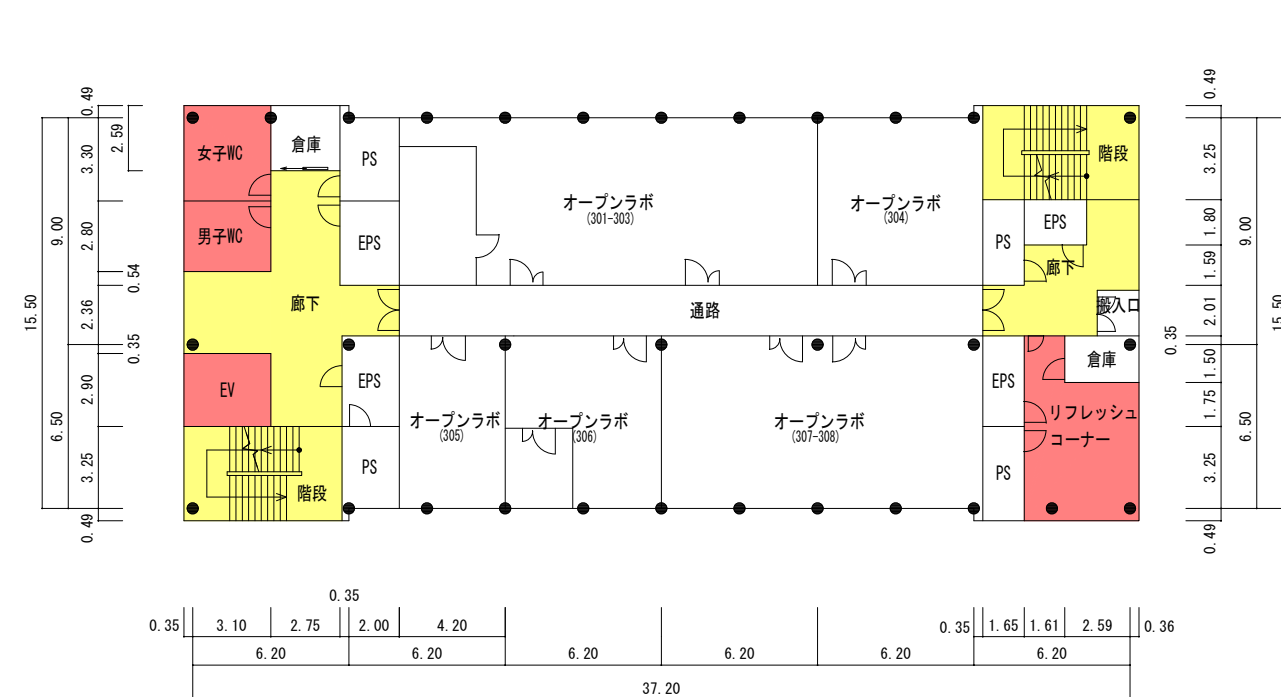 0.49
3.30
2.59
9.00
2.80
0.54
15.50
2.36
0.35
2.90
6.50
3.25
0.49
女子WC
倉庫
PS
男子WC
EPS
オープンラボ
(301-303)
オープンラボ
(304)
階段
EPS
PS
廊下
廊下
通路
搬入口
EV
EPS
オープンラボ
(305)
オープンラボ
(306)
オープンラボ
(307-308)
EPS
倉庫
リフレッシュ
コーナー
PS
階段
PS
0.49
3.25
1.80
9.00
1.59
2.01
15.50
0.35
1.50
1.75
6.50
3.25
0.49
0.35
0.35 3.10 2.75 2.00 4.20 0.35 1.65 1.61 2.59 0.36
6.20 6.20 6.20 6.20 6.20 6.20
37.20